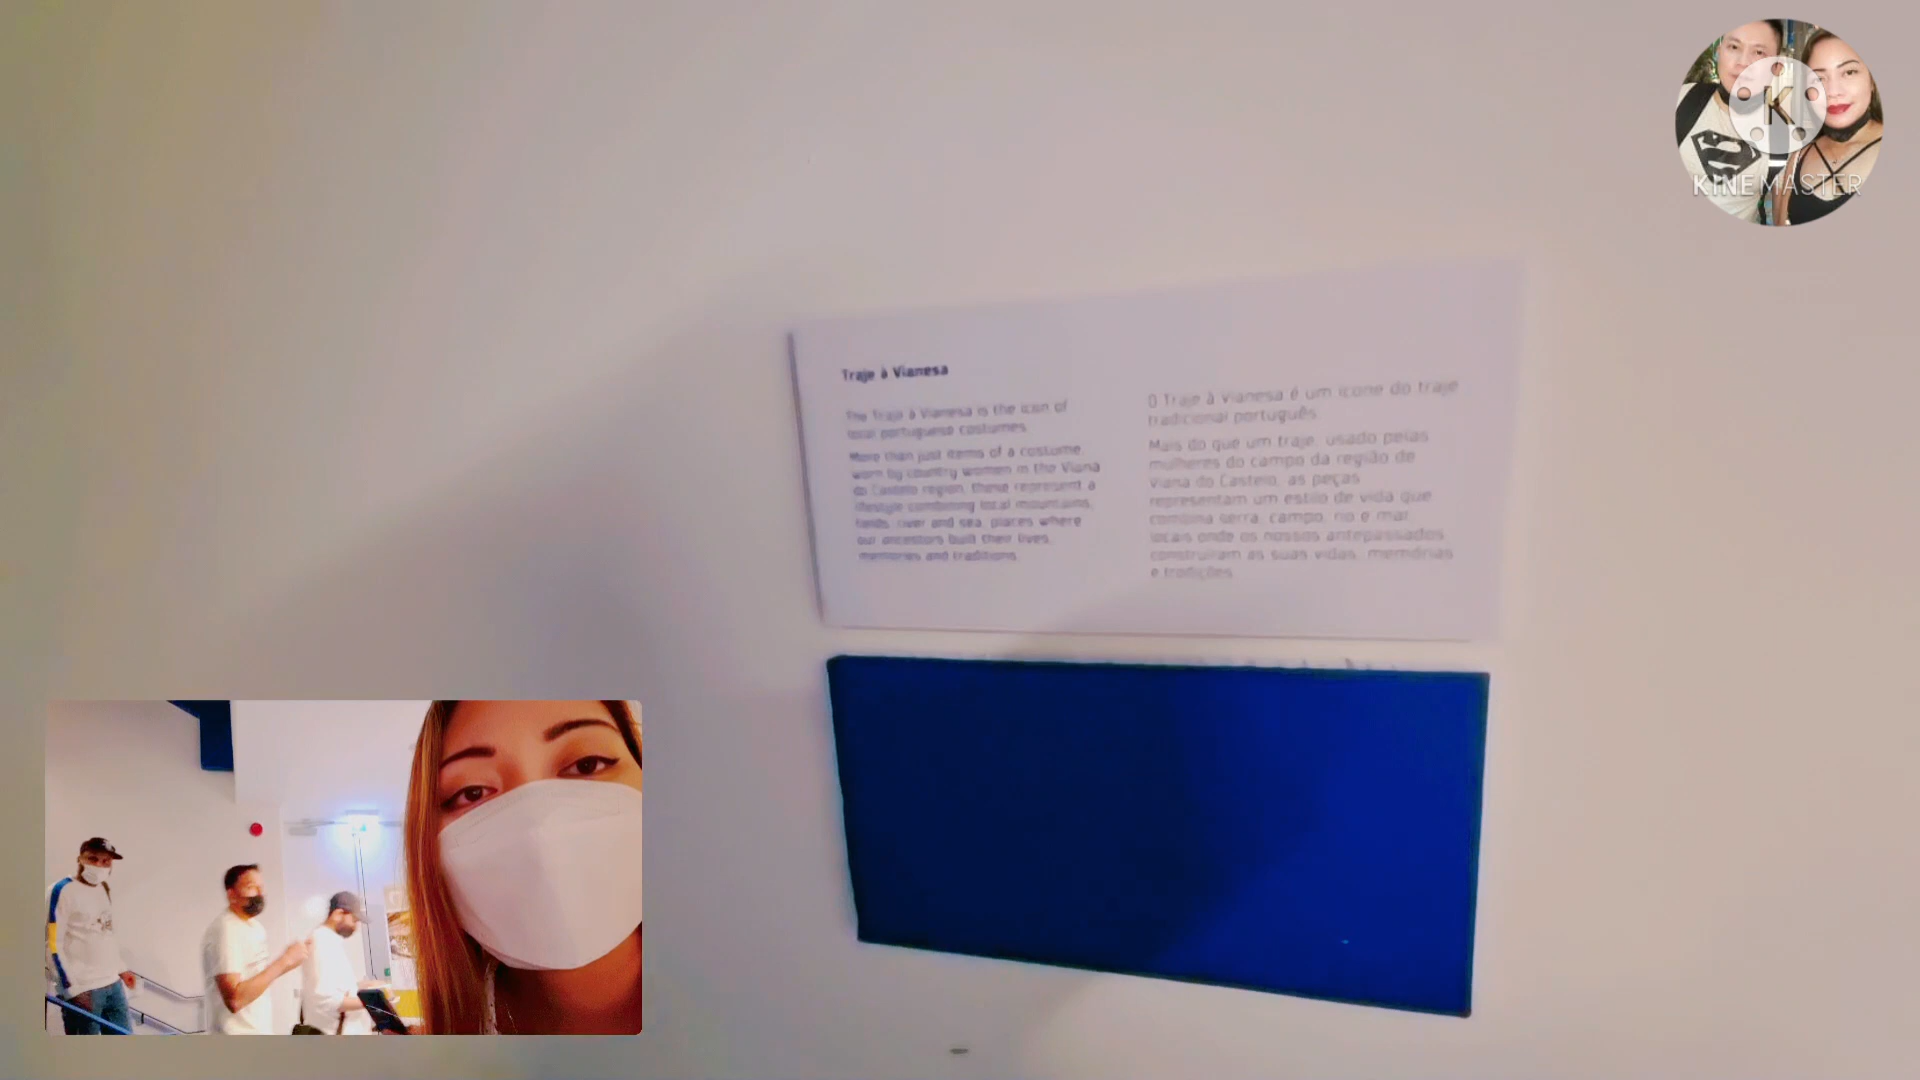 KINEMASTER
Traje à Vianesa
The Traje à Vianesa is the icon of
local portuguese costumes.
More than just items of a costume,
worn by country women in the Viana
do Castelo region, these represent a
lifestyle combining local mountains,
fields, river and sea, places where
our ancestors built their lives,
memories and traditions.
O Traje à Vianesa é um ícone do traje
tradicional português.
Mais do que um traje, usado pelas
mulheres do campo da região de
Viana do Castelo, as peças
representam um estilo de vida que
combina serra, campo, rio e mar,
locais onde os nossos antepassados
construíram as suas vidas, memórias
e tradições.